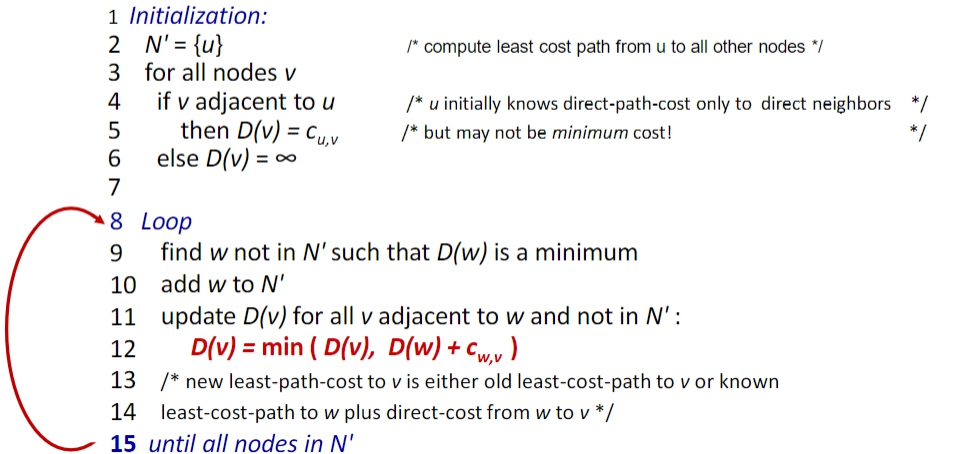 1 Initialization:
2 N' = {u} /* compute least cost path from u to all other nodes */
3 for all nodes v
4 if v adjacent to u /* u initially knows direct-path-cost only to direct neighbors */
5 then D(v) = c_{u,v} /* but may not be minimum cost! */
6 else D(v) = ∞
7
8 Loop
9 find w not in N' such that D(w) is a minimum
10 add w to N'
11 update D(v) for all v adjacent to w and not in N' :
12 D(v) = min ( D(v), D(w) + c_{w,v} )
13 /* new least-path-cost to v is either old least-cost-path to v or known
14 least-cost-path to w plus direct-cost from w to v */
15 until all nodes in N'